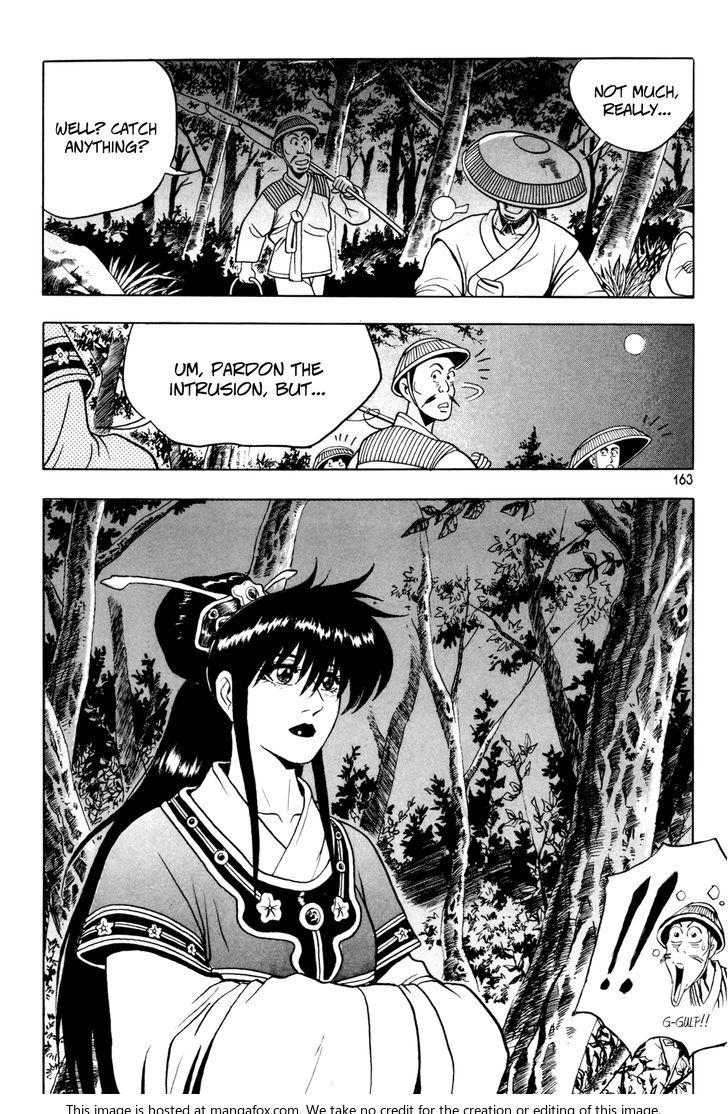 WELL? CATCH
ANYTHING?
NOT MUCH,
REALLY...
UM, PARDON THE
INTRUSION, BUT...
163
!!
G-GULP!!
This image is hosted at mangafox.com. We take no credit for the creation or editing of this image.